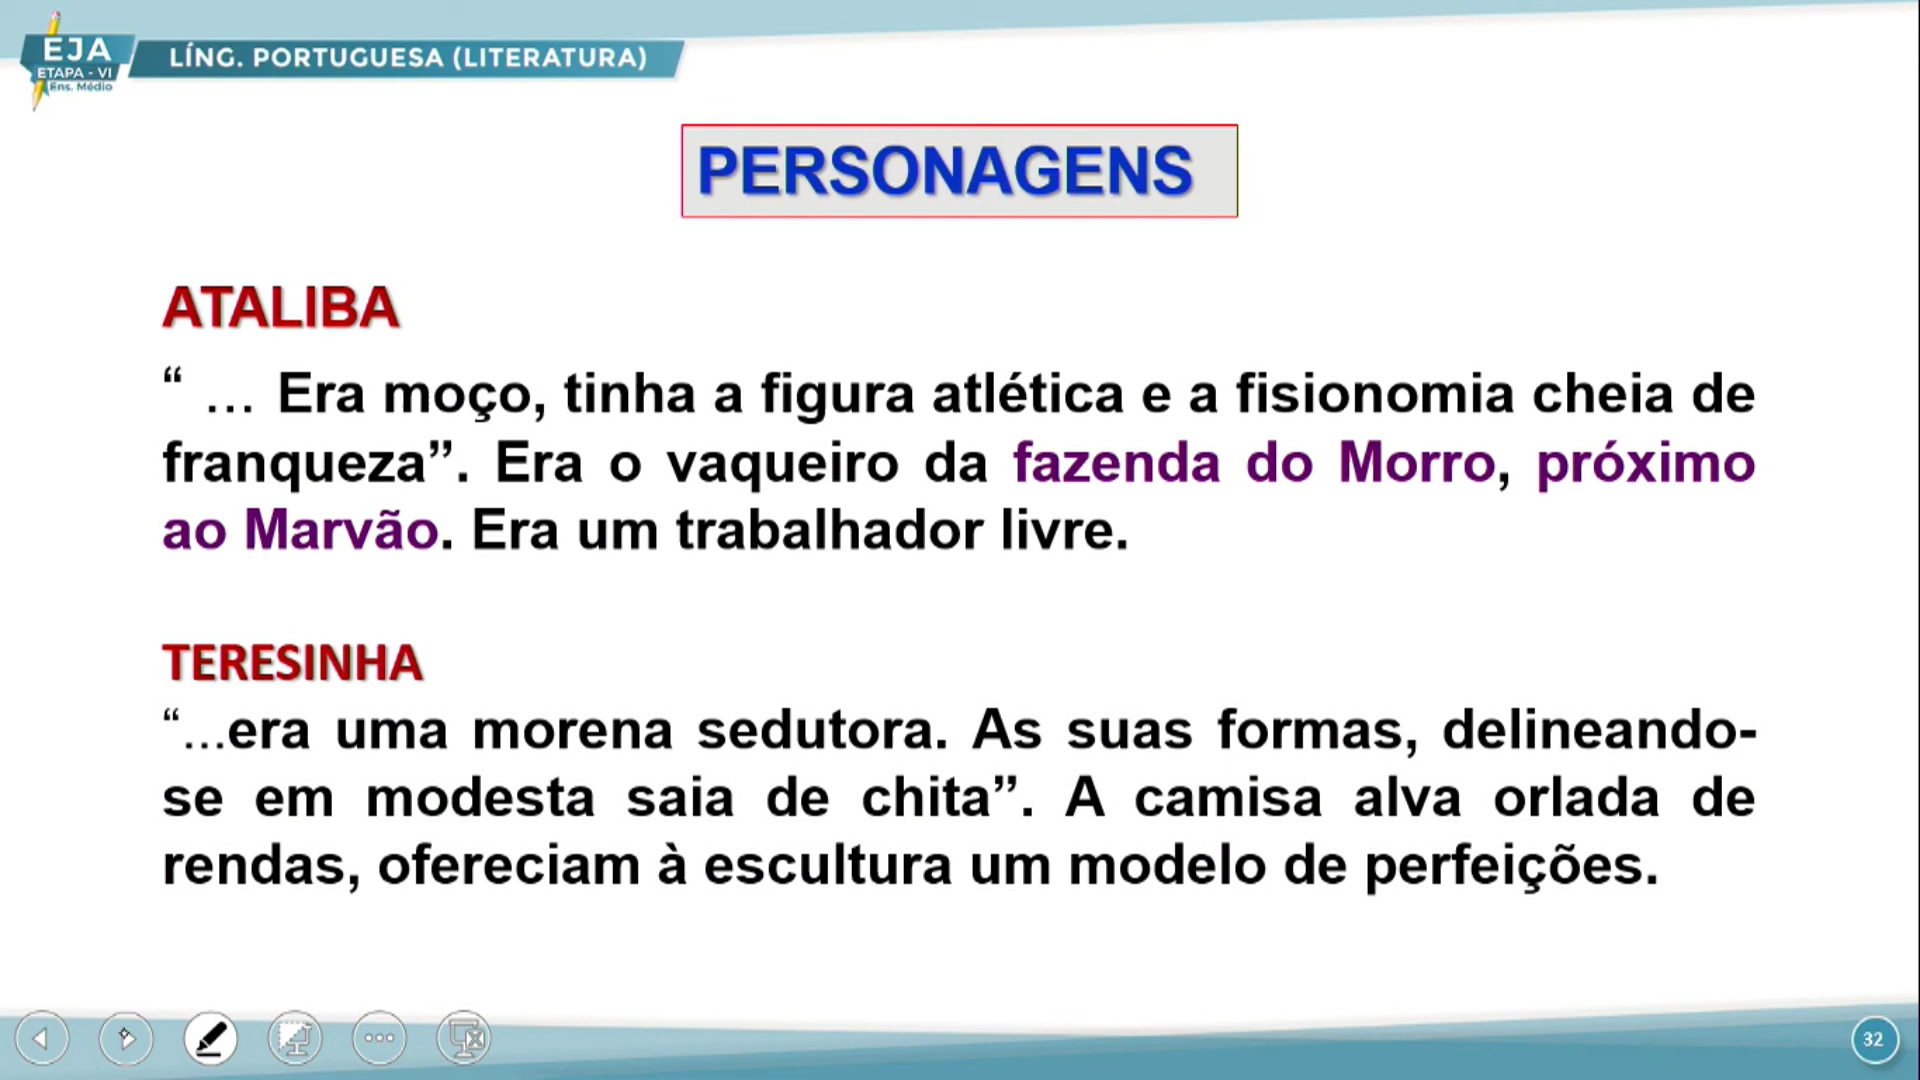 EJA
ETAPA - VI
Ens. Médio
LÍNG. PORTUGUESA (LITERATURA)
PERSONAGENS
ATALIBA
“ ... Era moço, tinha a figura atlética e a fisionomia cheia de
franqueza”. Era o vaqueiro da fazenda do Morro, próximo
ao Marvão. Era um trabalhador livre.
TERESINHA
“...era uma morena sedutora. As suas formas, delineando-
se em modesta saia de chita”. A camisa alva orlada de
rendas, ofereciam à escultura um modelo de perfeições.
32